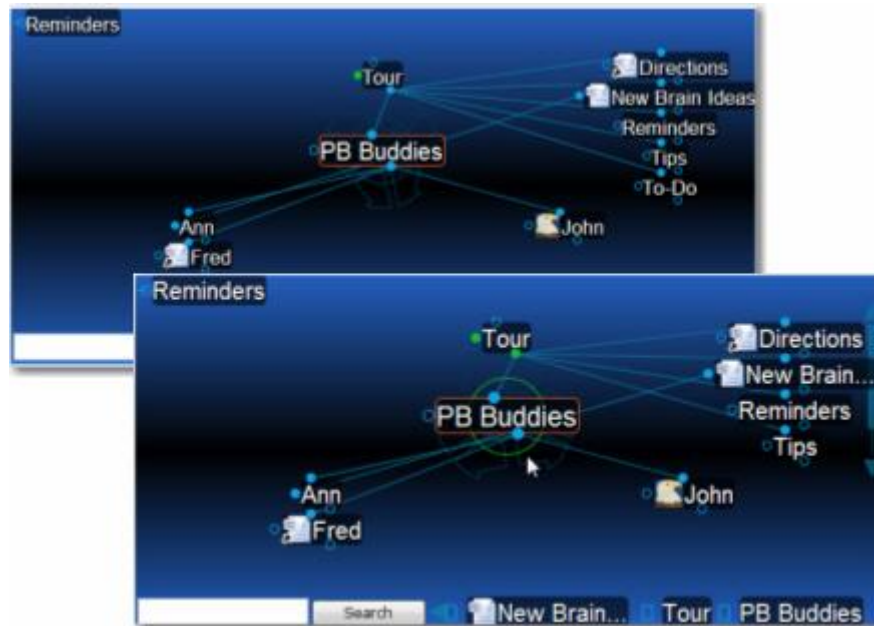 Reminders
Tour
Directions
New Brain Ideas
Reminders
PB Buddies
Tips
To-Do
Ann
John
Fred
Reminders
Tour
Directions
New Brain...
PB Buddies
Reminders
Tips
Ann
John
Fred
Search New Brain... Tour PB Buddies